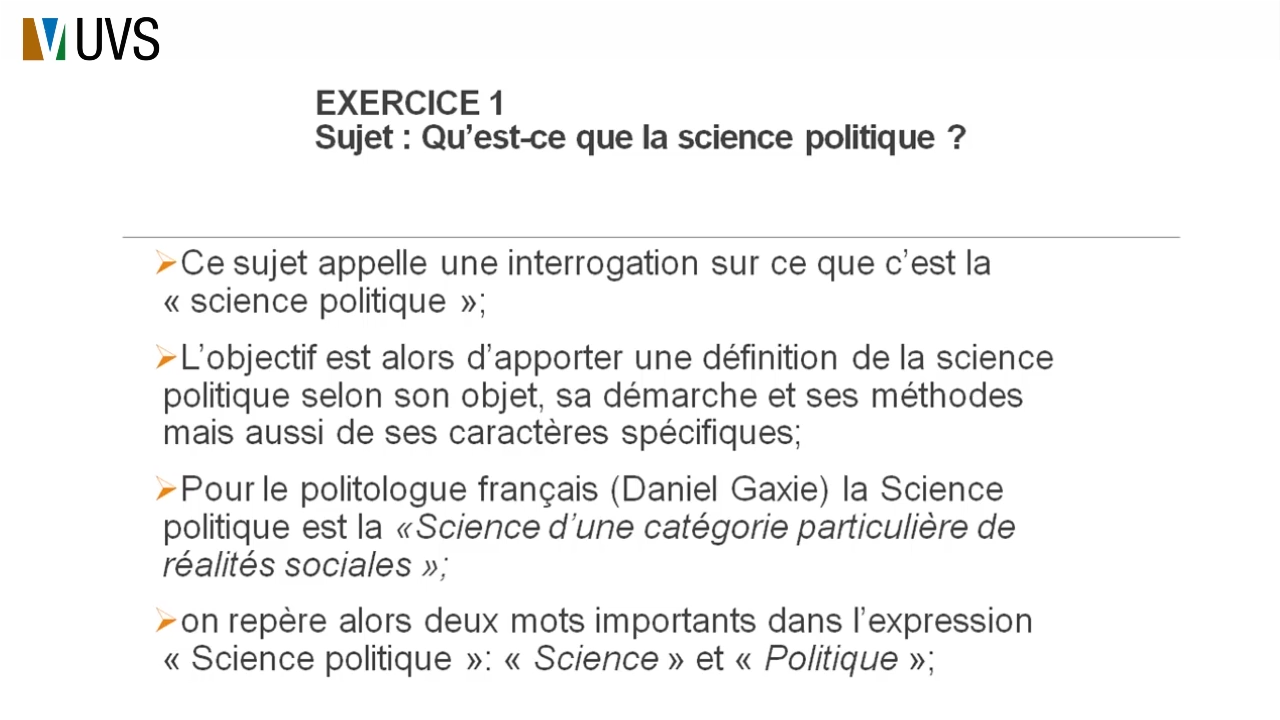 UVS
EXERCICE 1
Sujet : Qu’est-ce que la science politique ?
➢Ce sujet appelle une interrogation sur ce que c’est la
« science politique »;
➢L’objectif est alors d’apporter une définition de la science
politique selon son objet, sa démarche et ses méthodes
mais aussi de ses caractères spécifiques;
➢Pour le politologue français (Daniel Gaxie) la Science
politique est la «Science d’une catégorie particulière de
réalités sociales »;
➢on repère alors deux mots importants dans l’expression
« Science politique »: « Science » et « Politique »;